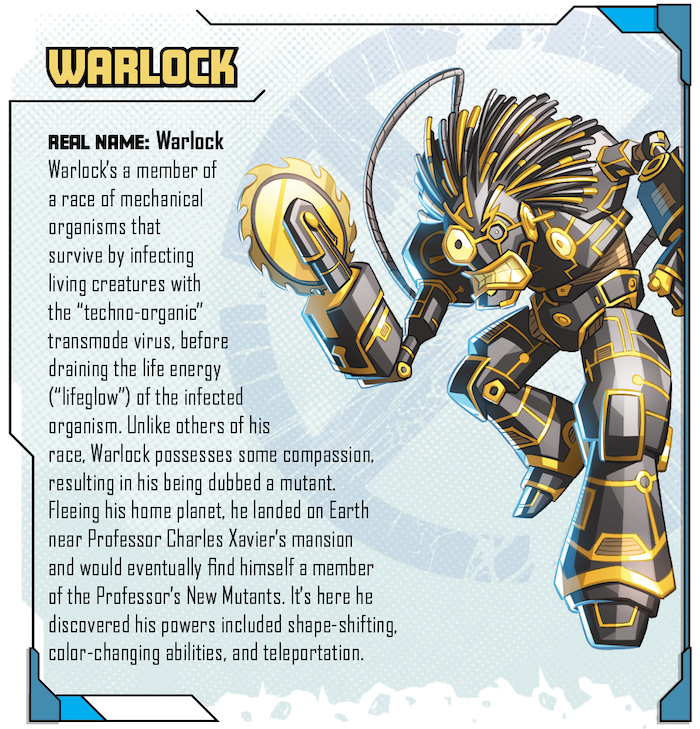 WARLOCK
REAL NAME: Warlock
Warlock's a member of
a race of mechanical
organisms that
survive by infecting
living creatures with
the “techno-organic”
transmode virus, before
draining the life energy
(“lifeglow”) of the infected
organism. Unlike others of his
race, Warlock possesses some compassion,
resulting in his being dubbed a mutant.
Fleeing his home planet, he landed on Earth
near Professor Charles Xavier's mansion
and would eventually find himself a member
of the Professor's New Mutants. It's here he
discovered his powers included shape-shifting,
color-changing abilities, and teleportation.